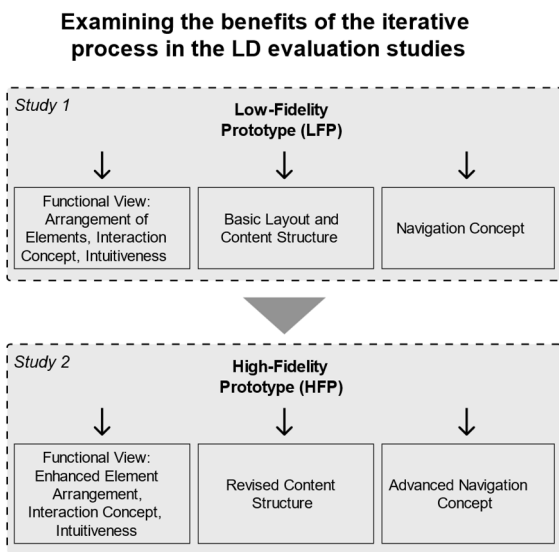 Examining the benefits of the iterative
process in the LD evaluation studies
Study 1
Low-Fidelity
Prototype (LFP)
Functional View:
Arrangement of
Elements, Interaction
Concept, Intuitiveness
Basic Layout and
Content Structure
Navigation Concept
Study 2
High-Fidelity
Prototype (HFP)
Functional View:
Enhanced Element
Arrangement,
Interaction Concept,
Intuitiveness
Revised Content
Structure
Advanced Navigation
Concept